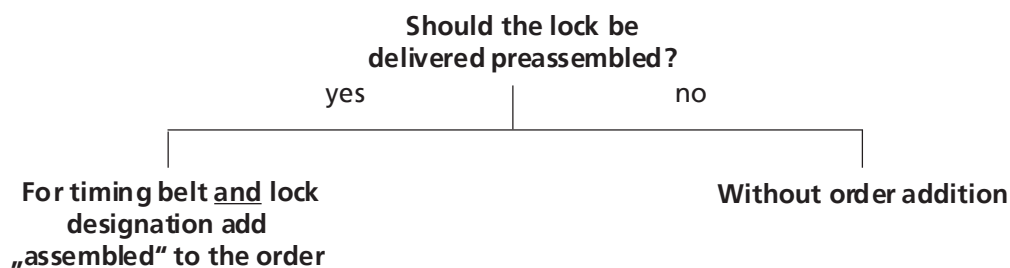 Should the lock be
delivered preassembled?
yes
no
For timing belt and lock
designation add
„assembled“ to the order
Without order addition